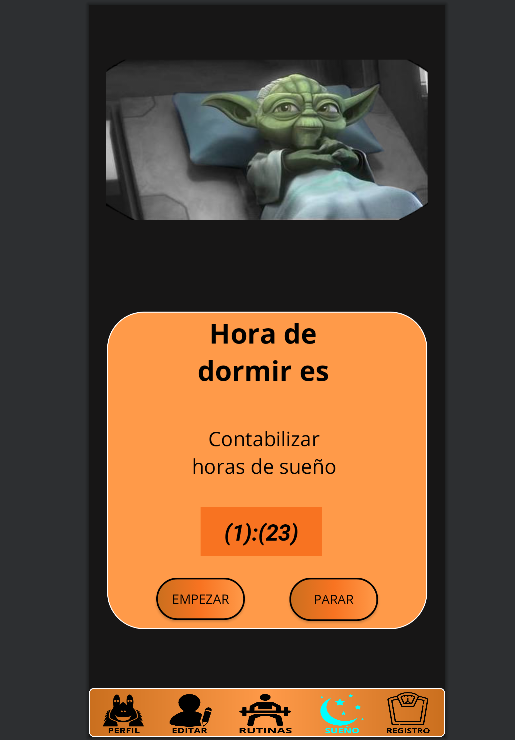 Hora de
dormir es
Contabilizar
horas de sueño
(1):(23)
EMPEZAR PARAR
PERFIL EDITAR RUTINAS SUEÑO REGISTRO